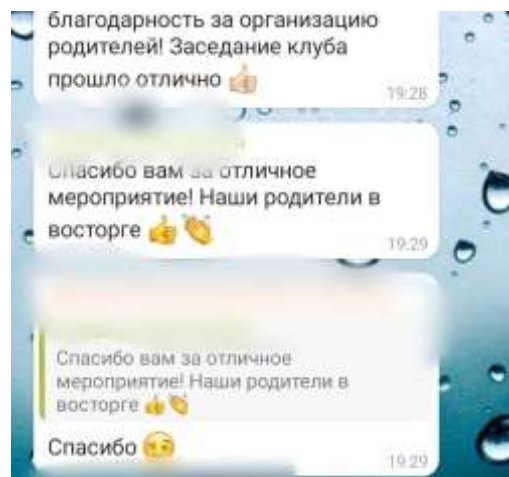 благодарность за организацию
родителей! Заседание клуба
прошло отлично 👍🏻
19:28
Спасибо вам за отличное
мероприятие! Наши родители в
восторге 👍👏
19:29
Спасибо вам за отличное
мероприятие! Наши родители в
восторге 👍👏
Спасибо 😉
19:29